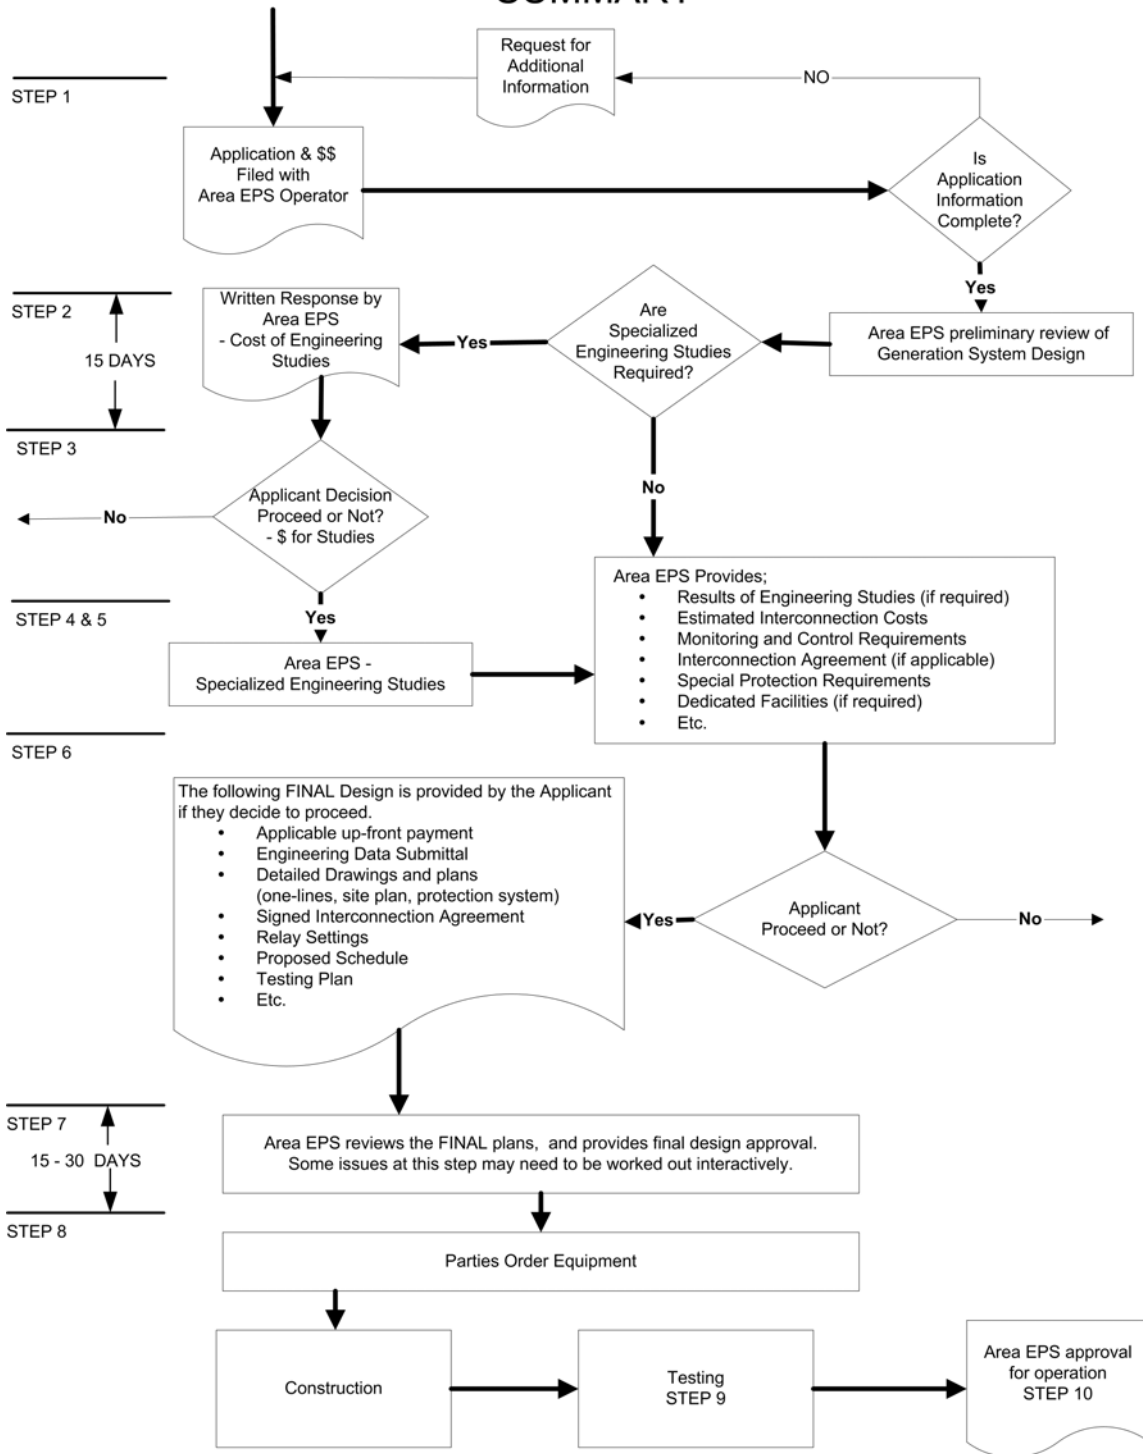 SUMMARY
Request for
Additional
Information
NO
STEP 1
Application & $$
Filed with
Area EPS Operator
Is
Application
Information
Complete?
Yes
STEP 2
15 DAYS
Written Response by
Area EPS
- Cost of Engineering
Studies
Yes
Are
Specialized
Engineering Studies
Required?
Area EPS preliminary review of
Generation System Design
STEP 3
No
Applicant Decision
Proceed or Not?
- $ for Studies
No
STEP 4 & 5
Yes
Area EPS -
Specialized Engineering Studies
Area EPS Provides;
• Results of Engineering Studies (if required)
• Estimated Interconnection Costs
• Monitoring and Control Requirements
• Interconnection Agreement (if applicable)
• Special Protection Requirements
• Dedicated Facilities (if required)
• Etc.
STEP 6
The following FINAL Design is provided by the Applicant
if they decide to proceed.
• Applicable up-front payment
• Engineering Data Submittal
• Detailed Drawings and plans
(one-lines, site plan, protection system)
• Signed Interconnection Agreement
• Relay Settings
• Proposed Schedule
• Testing Plan
• Etc.
Yes
Applicant
Proceed or Not?
No
STEP 7
15 - 30 DAYS
Area EPS reviews the FINAL plans, and provides final design approval.
Some issues at this step may need to be worked out interactively.
STEP 8
Parties Order Equipment
Construction
Testing
STEP 9
Area EPS approval
for operation
STEP 10